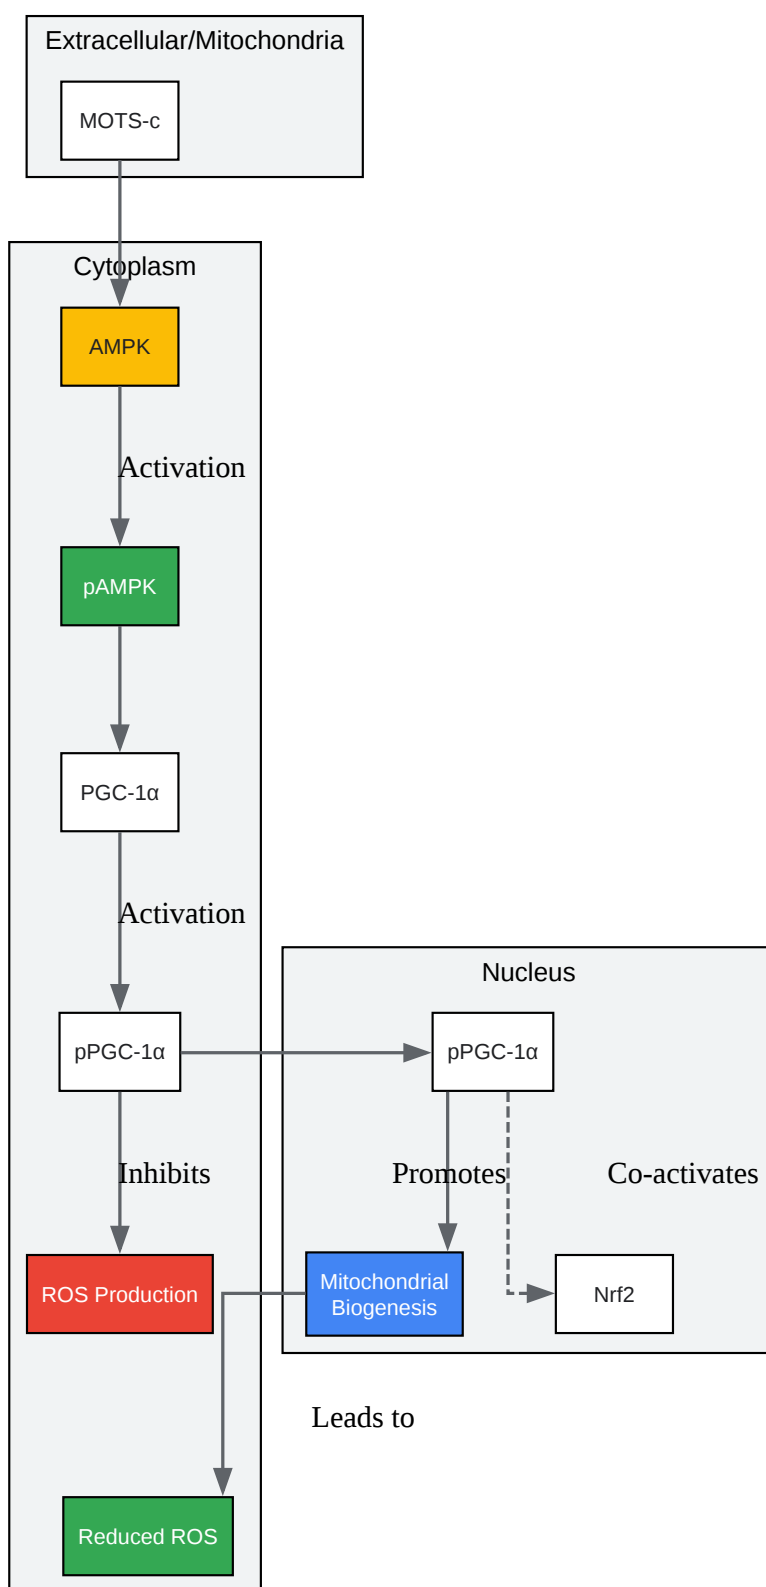 Extracellular/Mitochondria
MOTS-c
Cytoplasm
AMPK
Activation
pAMPK
PGC-1α
Activation
Nucleus
pPGC-1α
pPGC-1α
Inhibits
Promotes
Co-activates
ROS Production
Mitochondrial
Biogenesis
Nrf2
Leads to
Reduced ROS